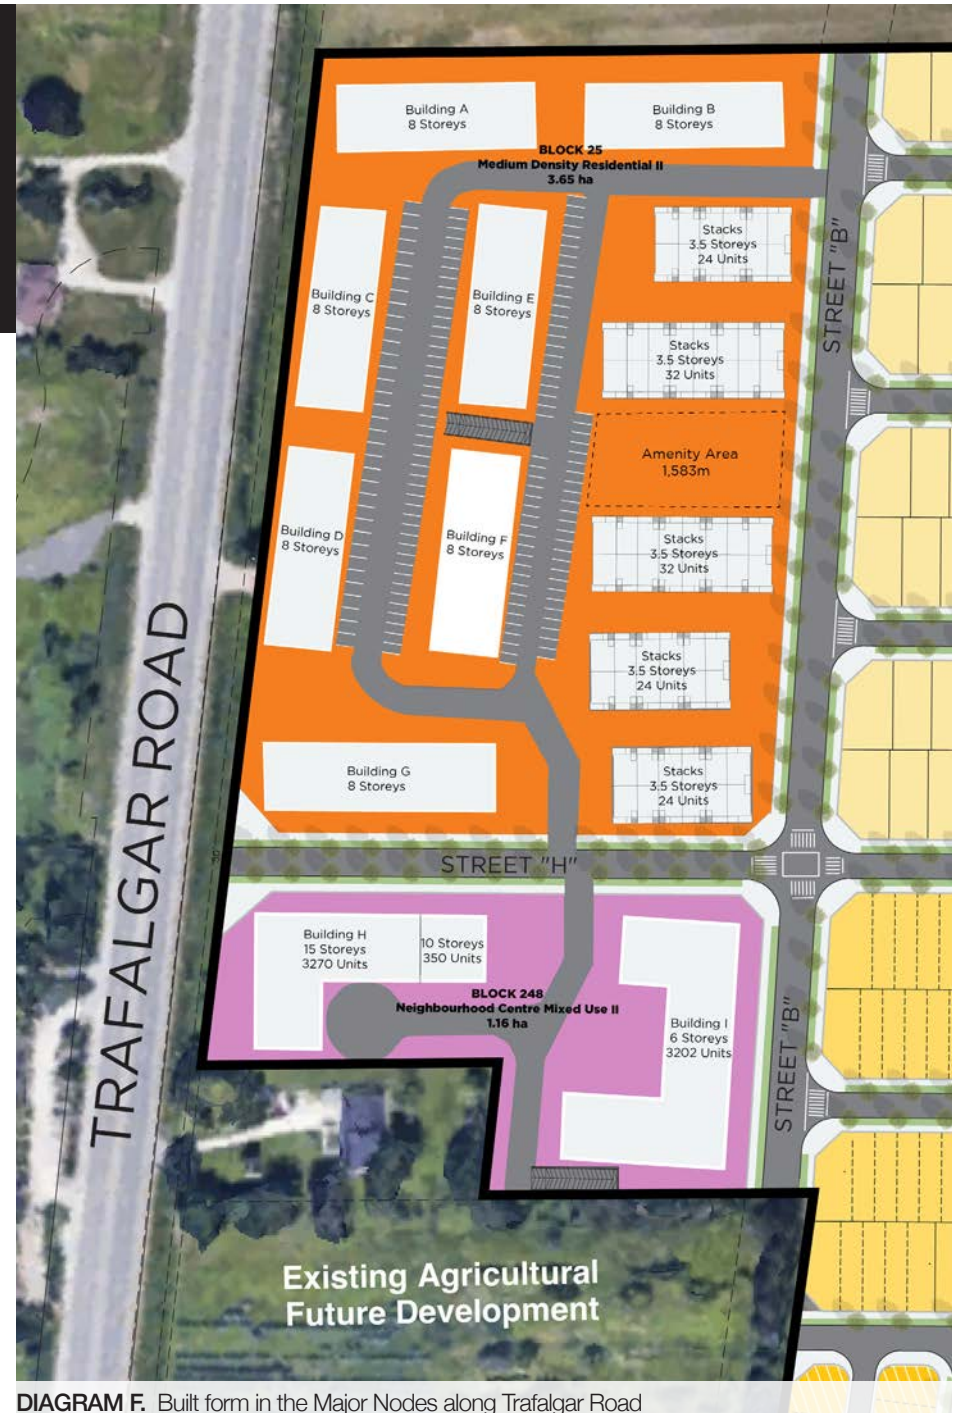 Building A
8 Storeys
Building B
8 Storeys
BLOCK 25
Medium Density Residential II
3.65 ha
Stacks
3.5 Storeys
24 Units
STREET "B"
Building C
8 Storeys
Building E
8 Storeys
Stacks
3.5 Storeys
32 Units
Amenity Area
1,583m
Building D
8 Storeys
Building F
8 Storeys
Stacks
3.5 Storeys
32 Units
Stacks
3.5 Storeys
24 Units
Building G
8 Storeys
Stacks
3.5 Storeys
24 Units
TRAFALGAR ROAD
STREET "H"
Building H
15 Storeys
3270 Units
10 Storeys
350 Units
BLOCK 248
Neighbourhood Centre Mixed Use II
1.16 ha
Building I
6 Storeys
3202 Units
STREET "B"
Existing Agricultural
Future Development
DIAGRAM F. Built form in the Major Nodes along Trafalgar Road